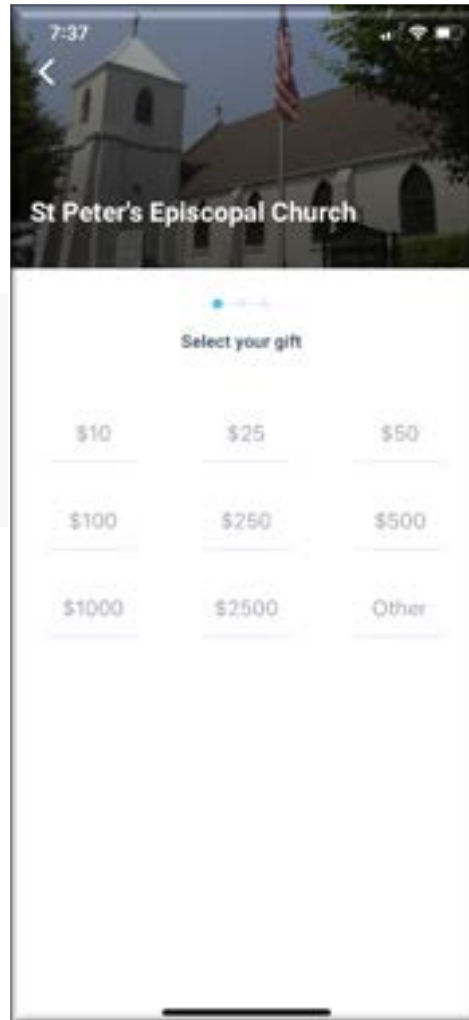 7:37
St Peter's Episcopal Church
Select your gift
$10 $25 $50
$100 $250 $500
$1000 $2500 Other